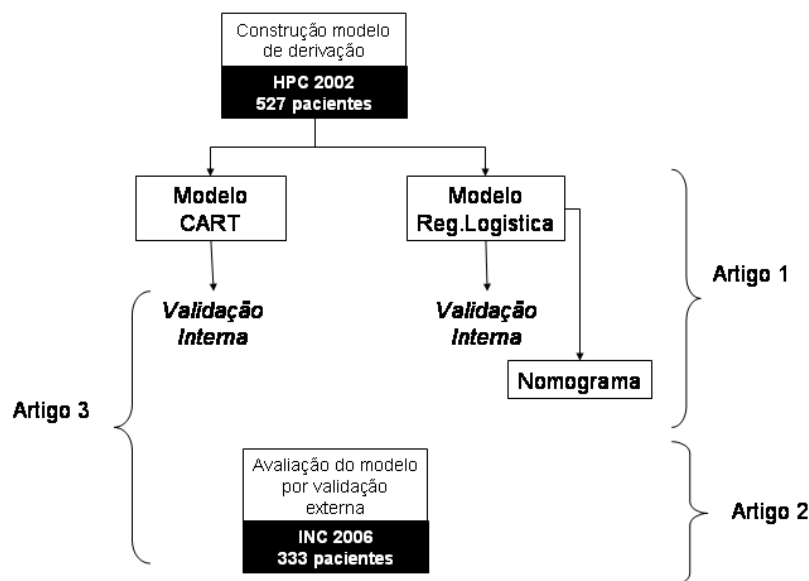 Construção modelo
de derivação
HPC 2002
527 pacientes
Modelo
CART
Modelo
Reg.Logistica
Artigo 1
Validação
Interna
Validação
Interna
Nomograma
Artigo 3
Avaliação do modelo
por validação
externa
INC 2006
333 pacientes
Artigo 2